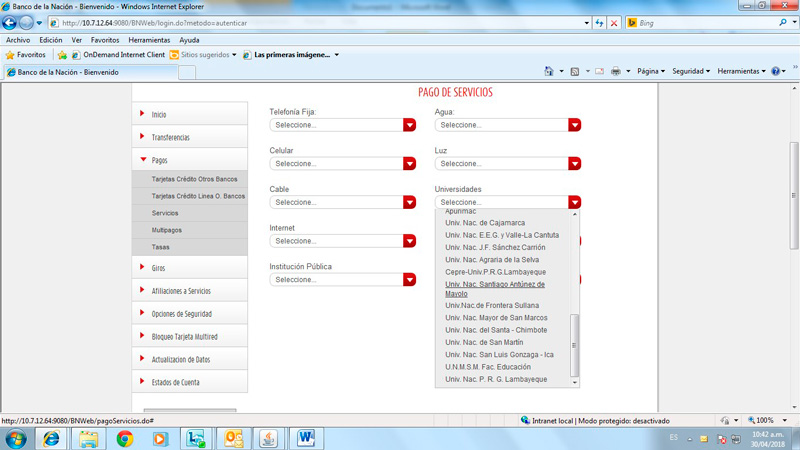 Banco de la Nación - Bienvenido - Windows Internet Explorer
http://10.7.12.64:9080/BNWeb/login.do?metodo=autenticar
Bing
Archivo Edición Ver Favoritos Herramientas Ayuda
Favoritos OnDemand Internet Client Sitios sugeridos Las primeras imágene...
Banco de la Nación - Bienvenido
Página Seguridad Herramientas
PAGO DE SERVICIOS
Inicio
Transferencias
Pagos
Tarjetas Crédito Otros Bancos
Tarjetas Crédito Linea O. Bancos
Servicios
Multipagos
Tasas
Giros
Afiliaciones a Servicios
Opciones de Seguridad
Bloqueo Tarjeta Multired
Actualizacion de Datos
Estados de Cuenta
Telefonía Fija:
Seleccione...
Agua:
Seleccione...
Celular
Seleccione...
Luz
Seleccione...
Cable
Seleccione...
Universidades
Seleccione...
Internet
Seleccione...
Institución Pública
Seleccione...
Apurimac
Univ. Nac. de Cajamarca
Univ. Nac. E.E.G. y Valle-La Cantuta
Univ. Nac. J.F. Sánchez Carrión
Univ. Nac. Agraria de la Selva
Cepre-Univ.P.R.G.Lambayeque
Univ. Nac. Santiago Antúnez de
Mayolo
Univ.Nac.de Frontera Sullana
Univ. Nac. Mayor de San Marcos
Univ. Nac. del Santa - Chimbote
Univ. Nac. de San Martín
Univ. Nac. San Luis Gonzaga - Ica
U.N.M.S.M. Fac. Educación
Univ. Nac. P. R. G. Lambayeque
http://10.7.12.64:9080/BNWeb/pagoServicios.do#
Intranet local | Modo protegido: desactivado
100%
ES
10:42 a.m.
30/04/2018